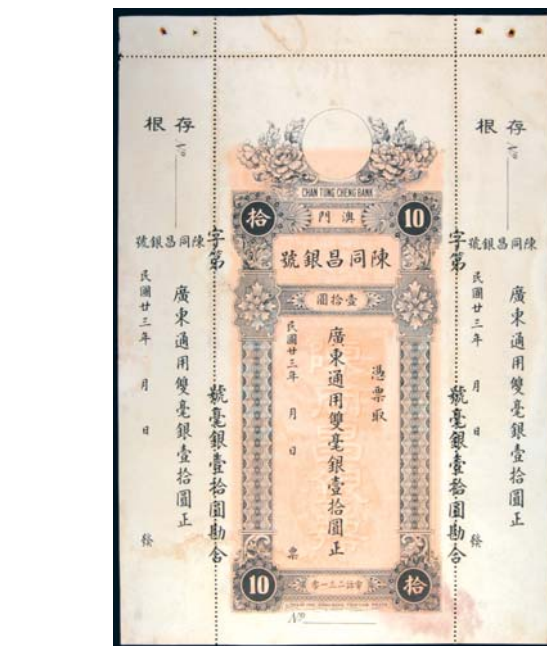 存根
陳同昌銀號
廣東通用雙毫銀壹拾圓正
民國廿三年 月 日
字第 號毫銀壹拾圓勘合
CHAN TUNG CHENG BANK
拾 澳門 10
陳同昌銀號
壹拾圓
憑票取
廣東通用雙毫銀壹拾圓正
民國廿三年 月 日 票
10 拾
Nº
字第 號毫銀壹拾圓勘合
存根
陳同昌銀號
廣東通用雙毫銀壹拾圓正
民國廿三年 月 日